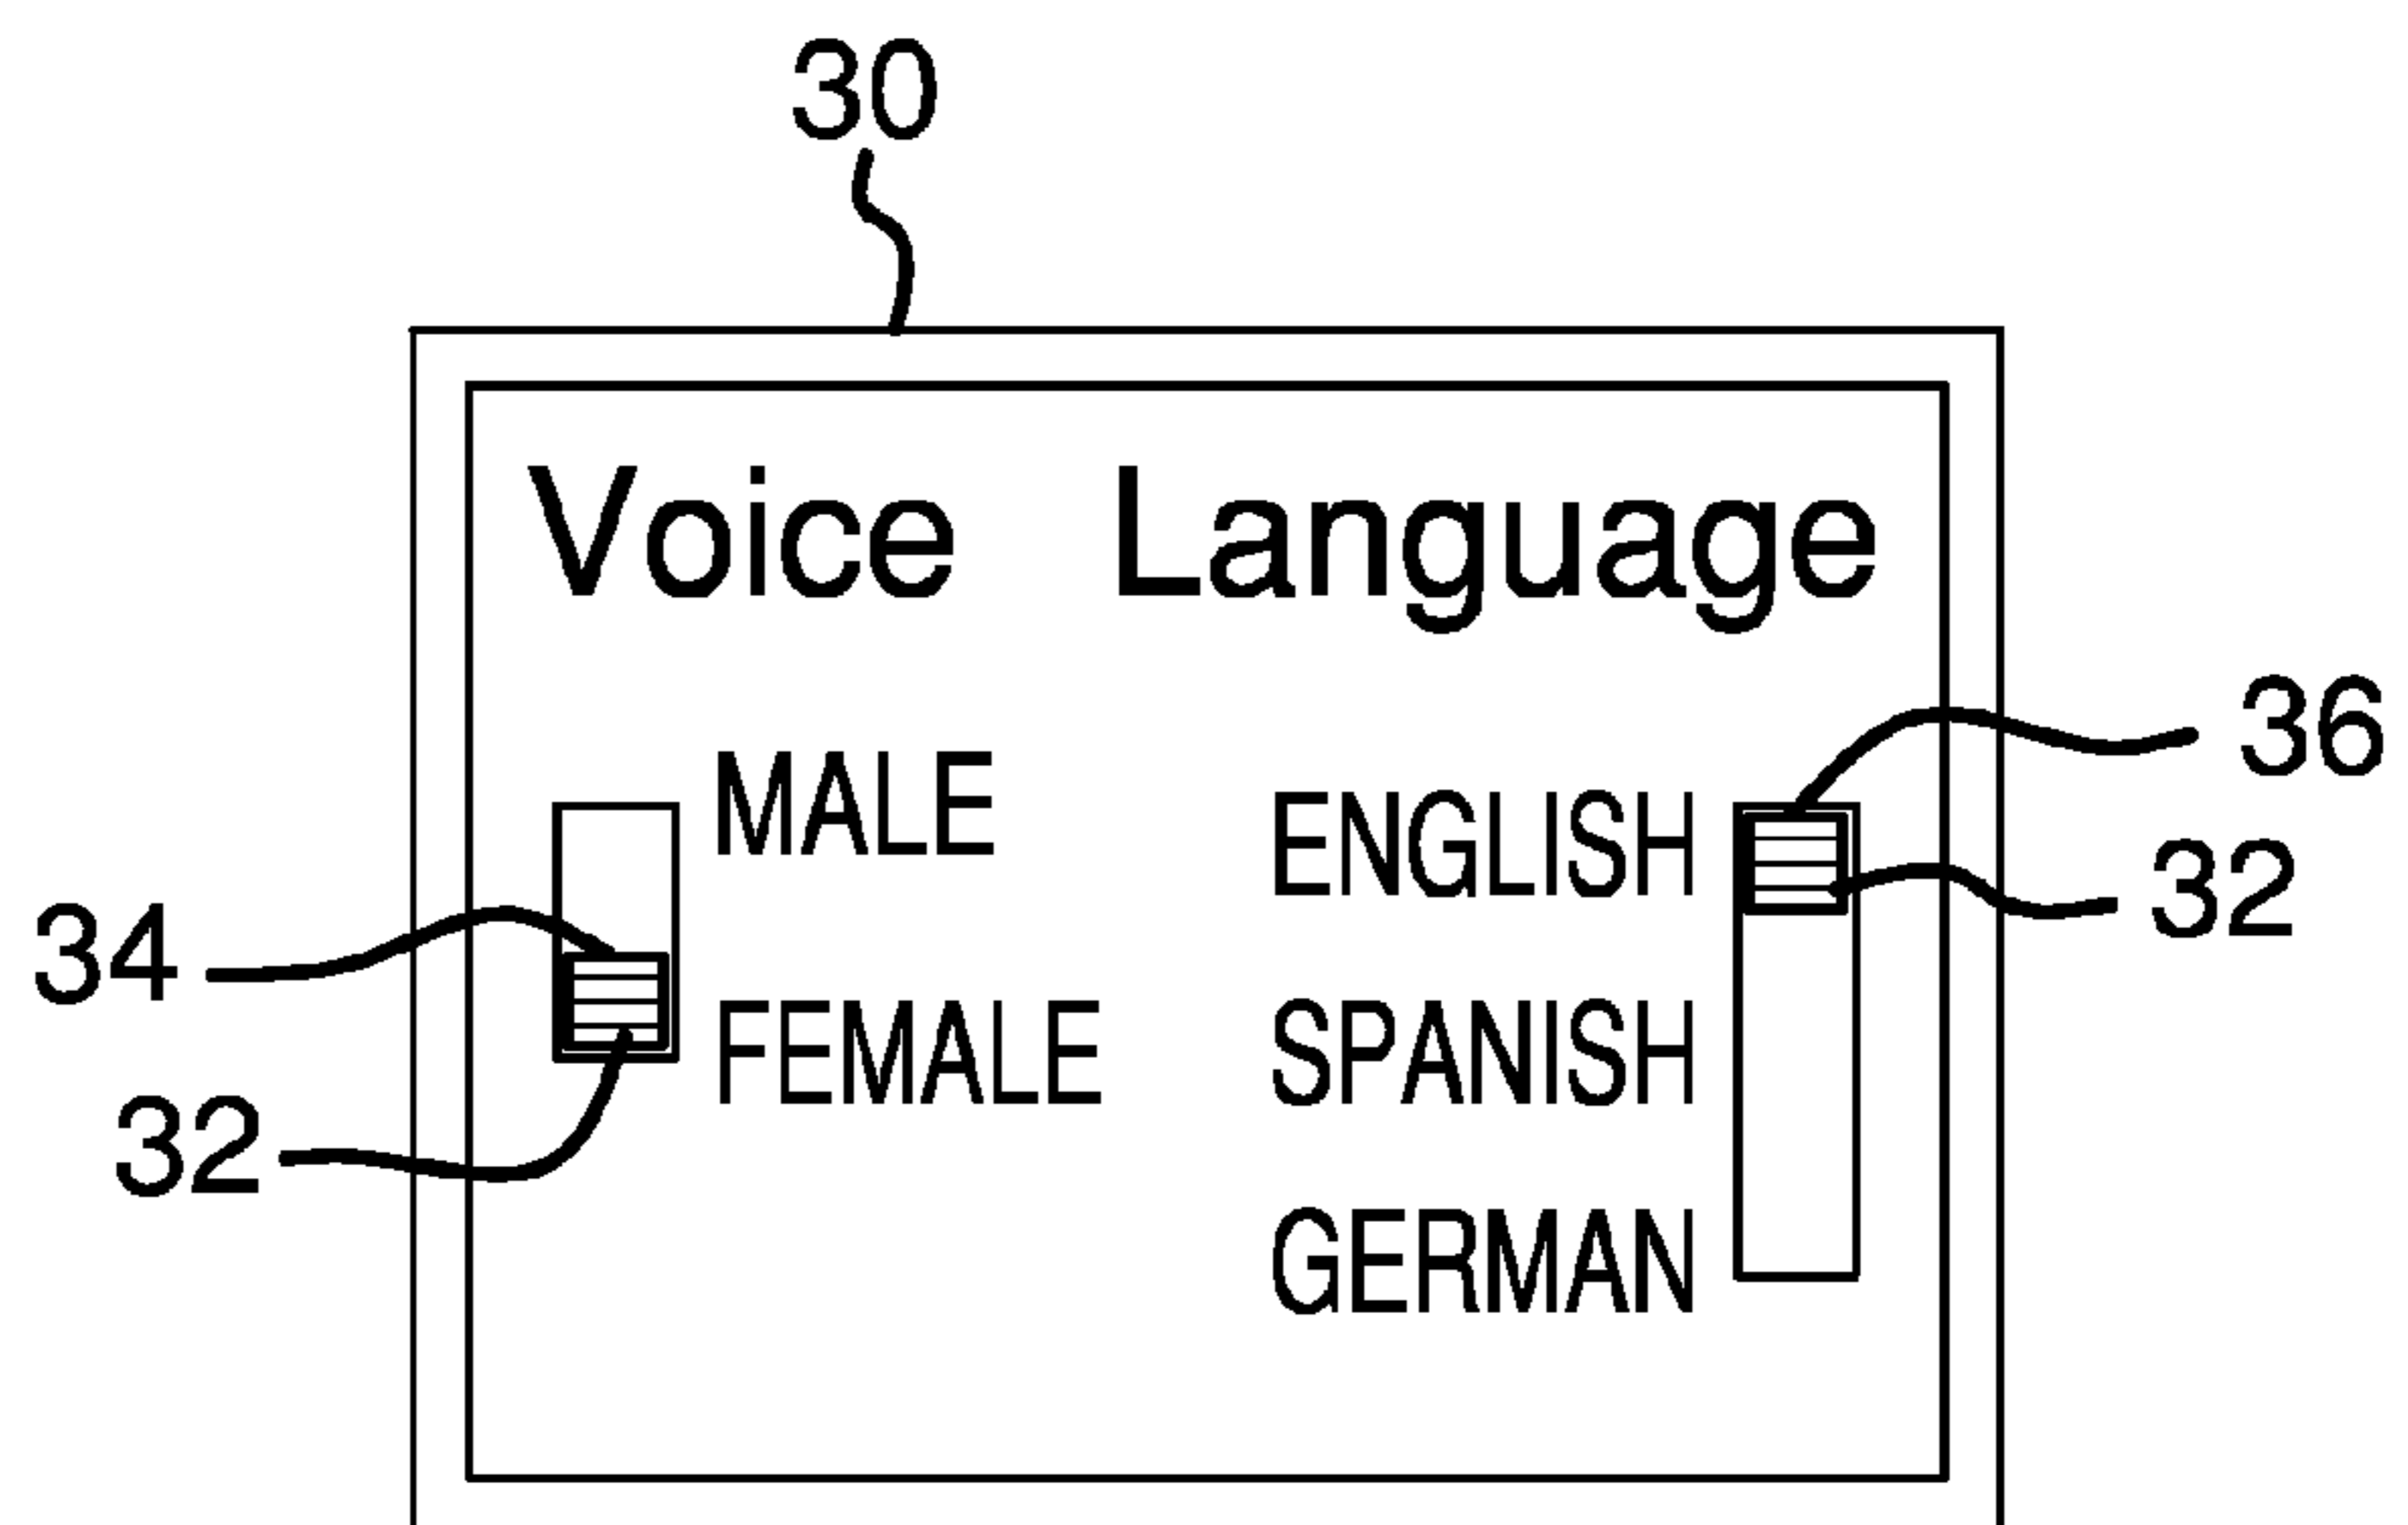 30
Voice Language
36
MALE
ENGLISH
32
34
FEMALE
SPANISH
32
GERMAN